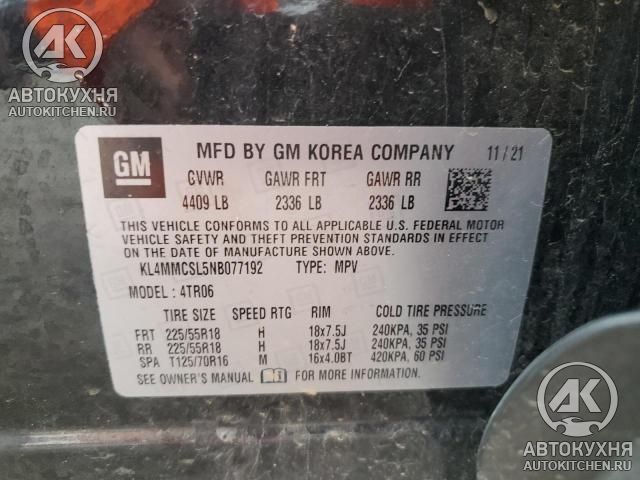 АК
АВТОКУХНЯ
AUTOKITCHEN.RU
GM
MFD BY GM KOREA COMPANY 11/21
GVWR GAWR FRT GAWR RR
4409 LB 2336 LB 2336 LB
THIS VEHICLE CONFORMS TO ALL APPLICABLE U.S. FEDERAL MOTOR
VEHICLE SAFETY AND THEFT PREVENTION STANDARDS IN EFFECT
ON THE DATE OF MANUFACTURE SHOWN ABOVE.
KL4MMCSL5NB077192 TYPE: MPV
MODEL: 4TR06
TIRE SIZE SPEED RTG RIM COLD TIRE PRESSURE
FRT 225/55R18 H 18x7.5J 240KPA, 35 PSI
RR 225/55R18 H 18x7.5J 240KPA, 35 PSI
SPA T125/70R16 M 16x4.0BT 420KPA, 60 PSI
SEE OWNER'S MANUAL FOR MORE INFORMATION.
АК
АВТОКУХНЯ
AUTOKITCHEN.RU